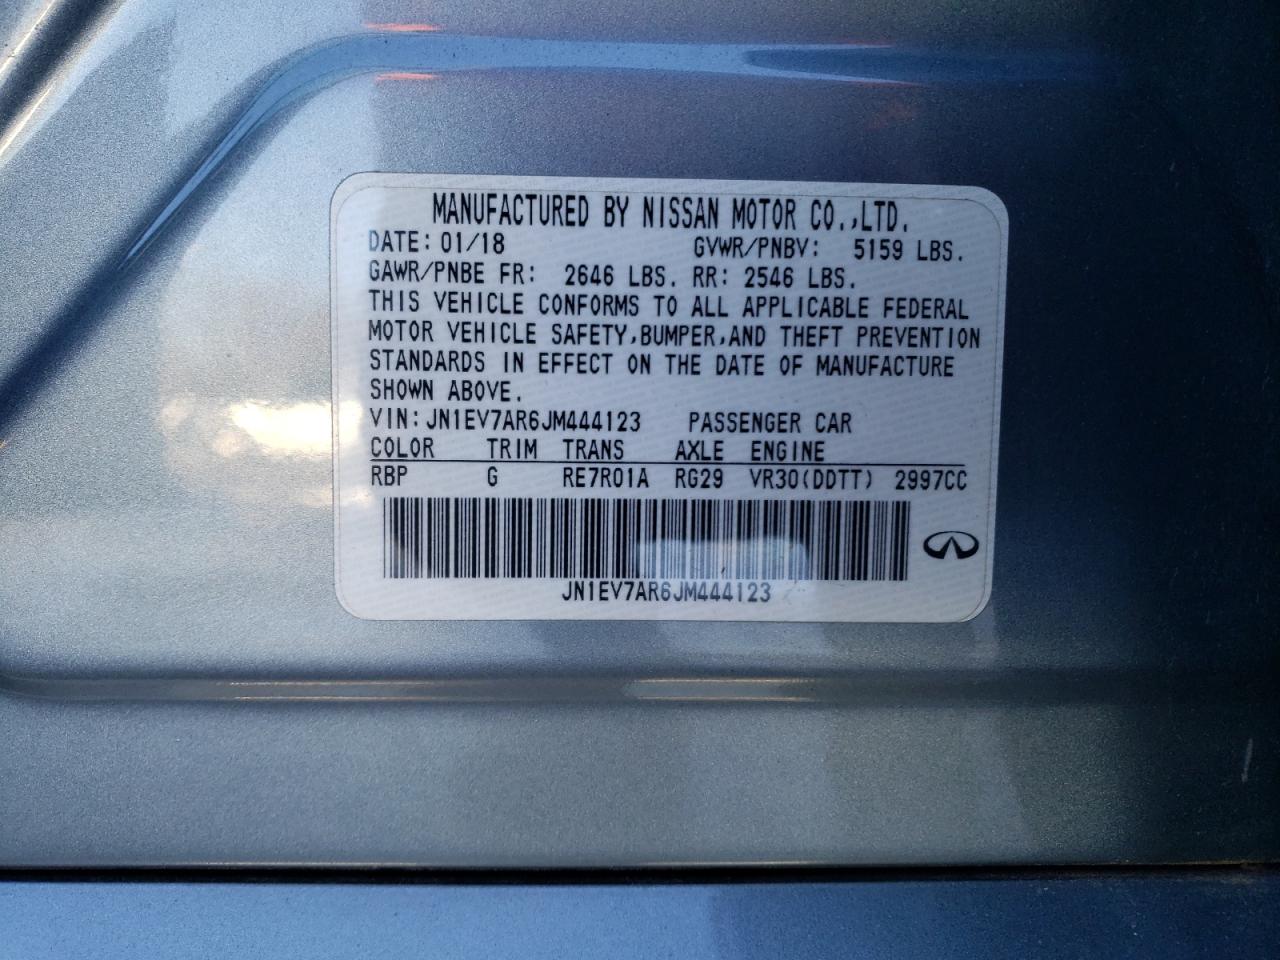 MANUFACTURED BY NISSAN MOTOR CO.,LTD.
DATE: 01/18 GVWR/PNBV: 5159 LBS.
GAWR/PNBE FR: 2646 LBS. RR: 2546 LBS.
THIS VEHICLE CONFORMS TO ALL APPLICABLE FEDERAL
MOTOR VEHICLE SAFETY,BUMPER,AND THEFT PREVENTION
STANDARDS IN EFFECT ON THE DATE OF MANUFACTURE
SHOWN ABOVE.
VIN:JN1EV7AR6JM444123 PASSENGER CAR
COLOR TRIM TRANS AXLE ENGINE
RBP G RE7R01A RG29 VR30(DDTT) 2997CC
JN1EV7AR6JM444123